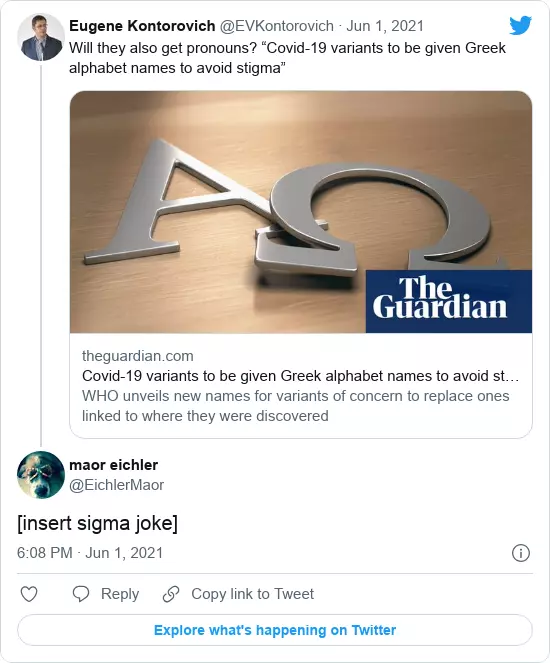 Eugene Kontorovich @EVKontorovich · Jun 1, 2021
Will they also get pronouns? “Covid-19 variants to be given Greek
alphabet names to avoid stigma”
ΑΩ
The
Guardian
theguardian.com
Covid-19 variants to be given Greek alphabet names to avoid st…
WHO unveils new names for variants of concern to replace ones
linked to where they were discovered
maor eichler
@EichlerMaor
[insert sigma joke]
6:08 PM · Jun 1, 2021
Reply
Copy link to Tweet
Explore what's happening on Twitter